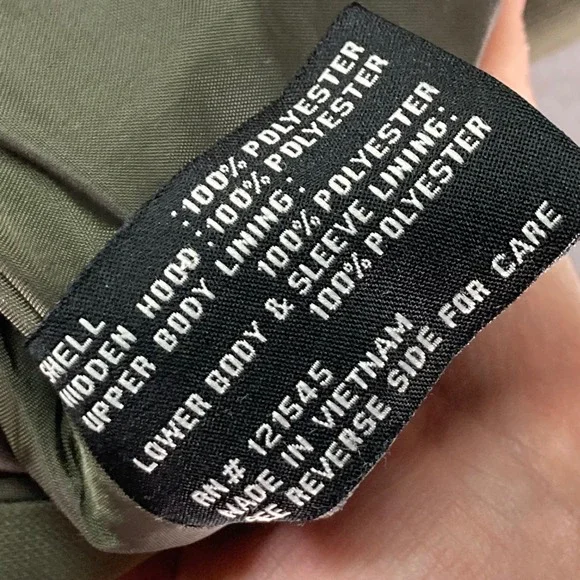 SHELL :100% POLYESTER
HIDDEN HOOD :100% POLYESTER
UPPER BODY LINING:
100% POLYESTER
LOWER BODY & SLEEVE LINING:
100% POLYESTER
RN# 121545
MADE IN VIETNAM
SEE REVERSE SIDE FOR CARE